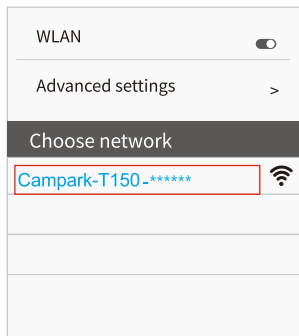 WLAN
Advanced settings >
Choose network
Campark-T150-******